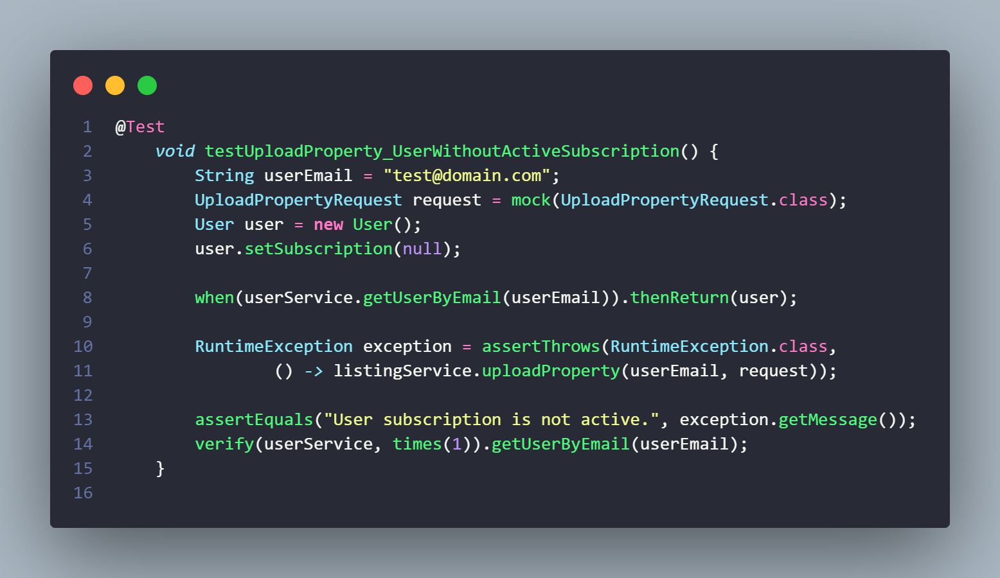 1 @Test
2     void testUploadProperty_UserWithoutActiveSubscription() {
3         String userEmail = "test@domain.com";
4         UploadPropertyRequest request = mock(UploadPropertyRequest.class);
5         User user = new User();
6         user.setSubscription(null);
7
8         when(userService.getUserByEmail(userEmail)).thenReturn(user);
9
10         RuntimeException exception = assertThrows(RuntimeException.class,
11                 () -> listingService.uploadProperty(userEmail, request));
12
13         assertEquals("User subscription is not active.", exception.getMessage());
14         verify(userService, times(1)).getUserByEmail(userEmail);
15     }
16